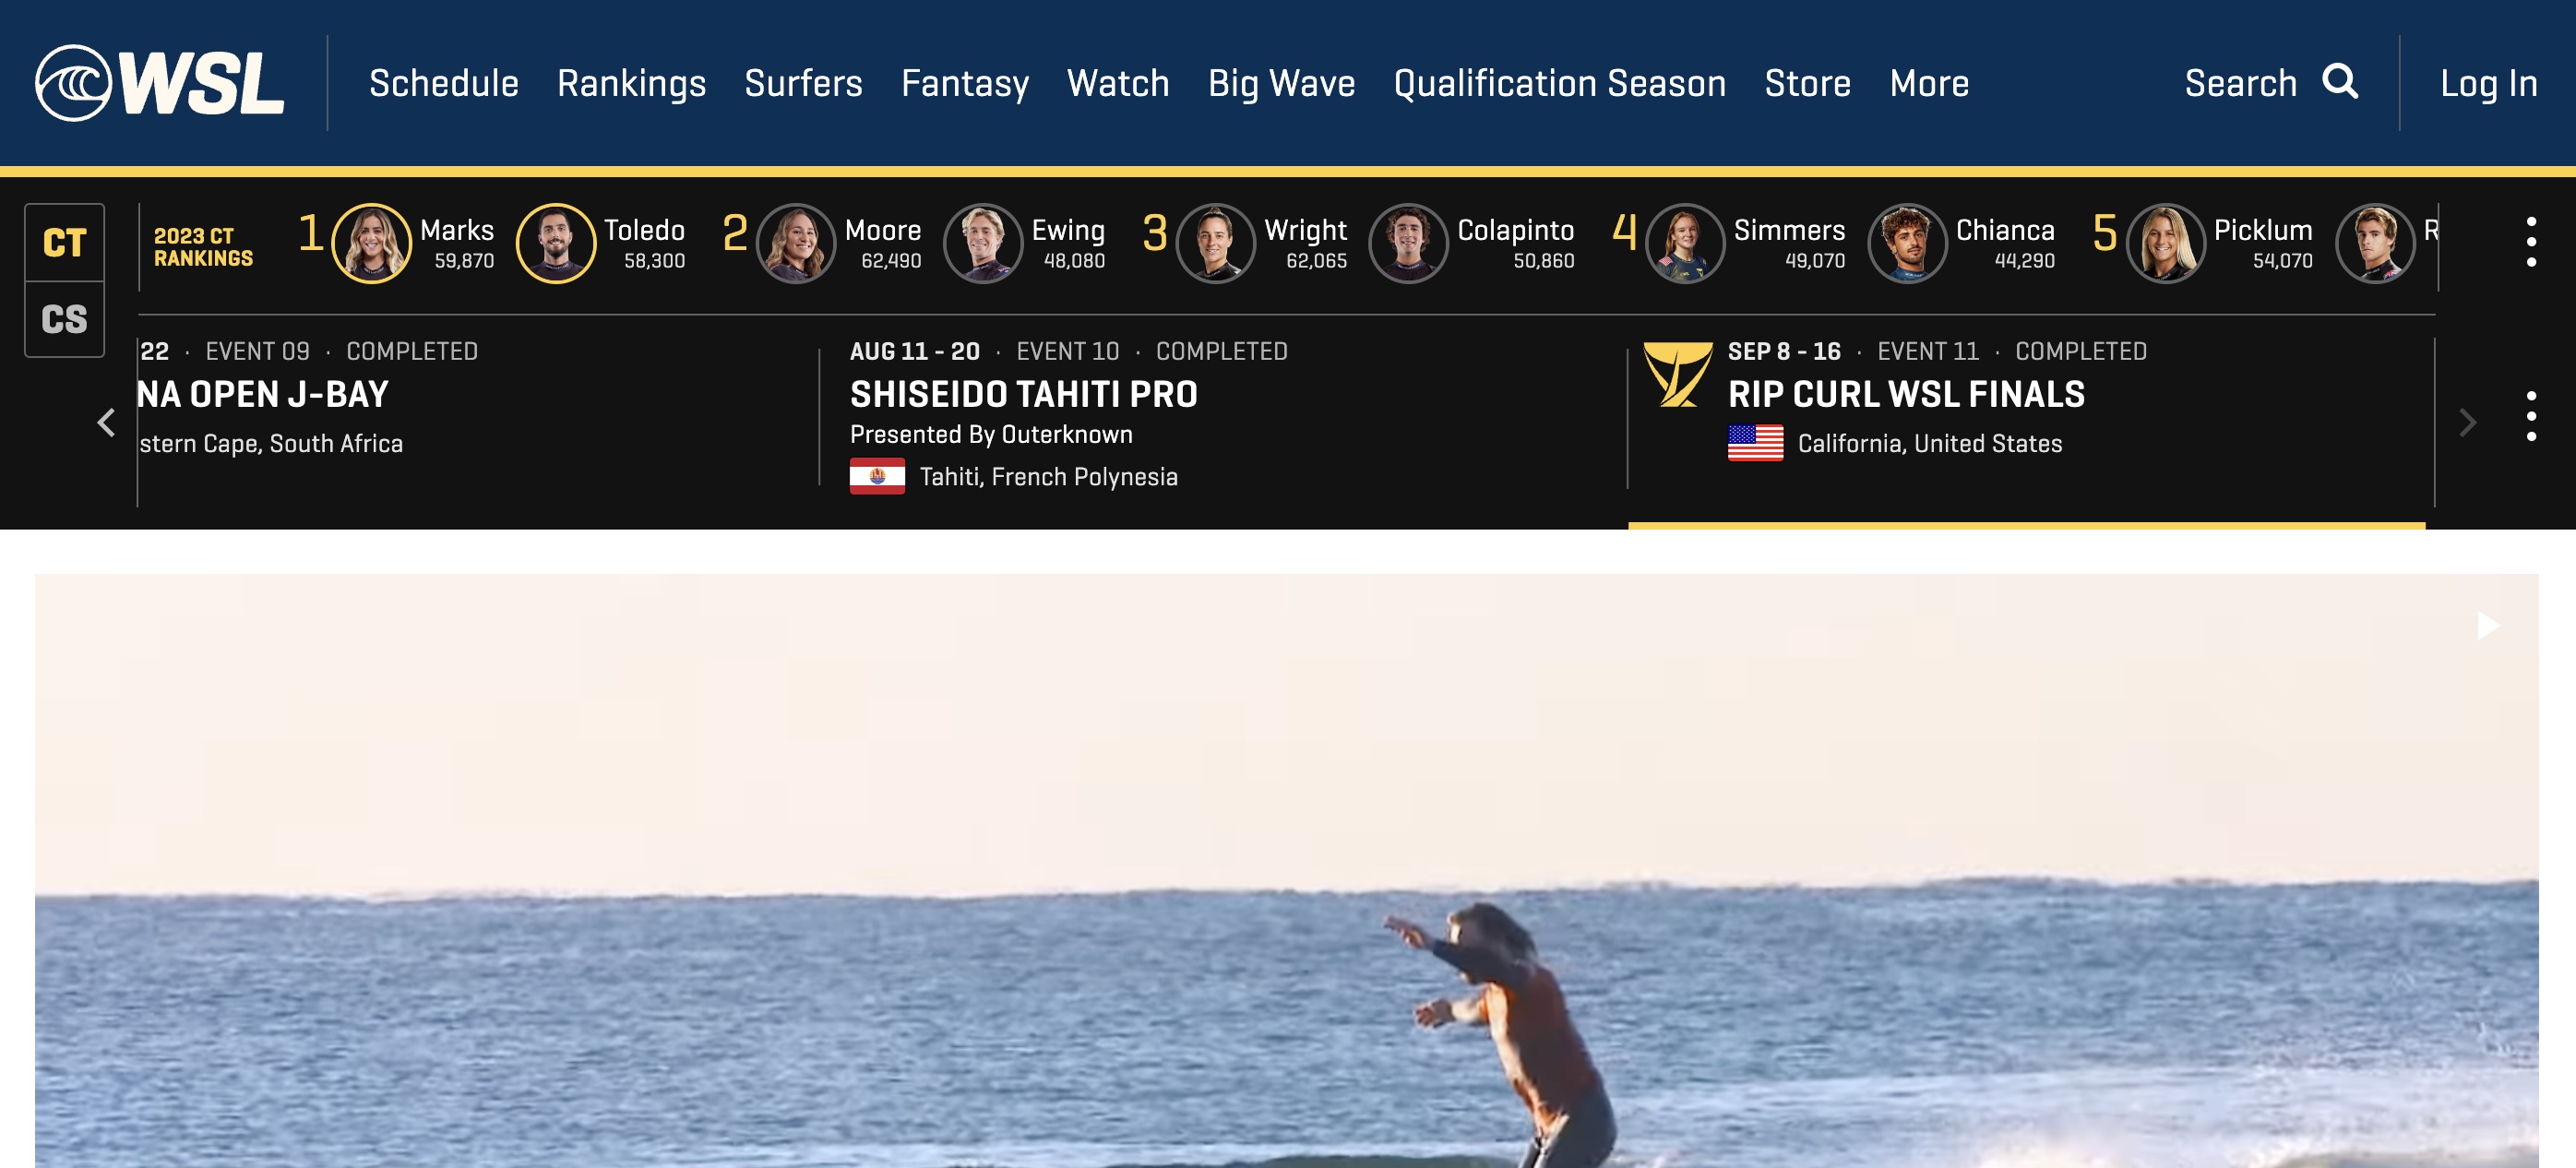 WSL
Schedule Rankings Surfers Fantasy Watch Big Wave Qualification Season Store More Search Log In
CT
CS
2023 CT
RANKINGS
1 Marks 59,870 Toledo 58,300
2 Moore 62,490 Ewing 48,080
3 Wright 62,065 Colapinto 50,860
4 Simmers 49,070 Chianca 44,290
5 Picklum 54,070 R
22 · EVENT 09 · COMPLETED
NA OPEN J-BAY
stern Cape, South Africa
AUG 11 - 20 · EVENT 10 · COMPLETED
SHISEIDO TAHITI PRO
Presented By Outerknown
Tahiti, French Polynesia
SEP 8 - 16 · EVENT 11 · COMPLETED
RIP CURL WSL FINALS
California, United States